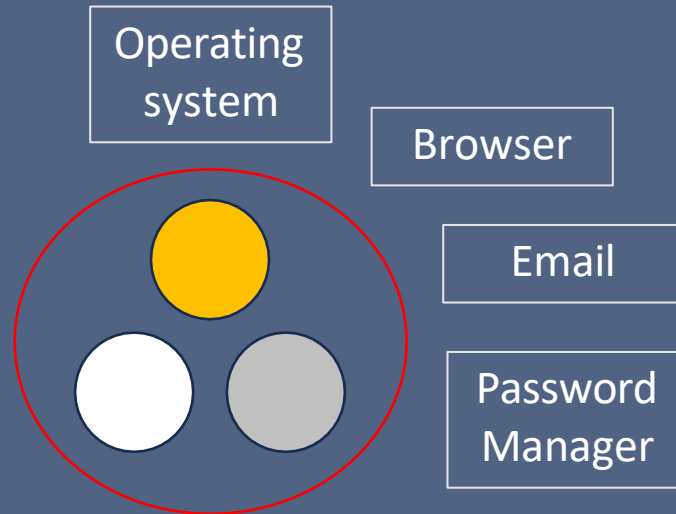 Operating
system
Browser
Email
Password
Manager